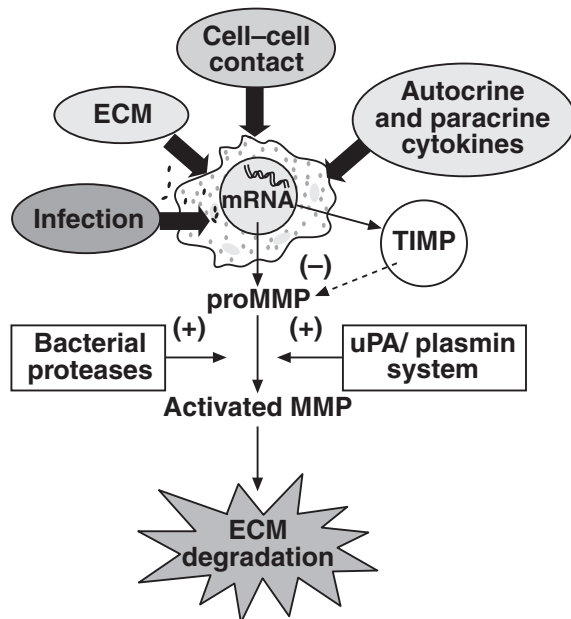 Cell–cell
contact
ECM
Autocrine
and paracrine
cytokines
Infection
mRNA
TIMP
(–)
proMMP
(+)
(+)
Bacterial
proteases
uPA/ plasmin
system
Activated MMP
ECM
degradation